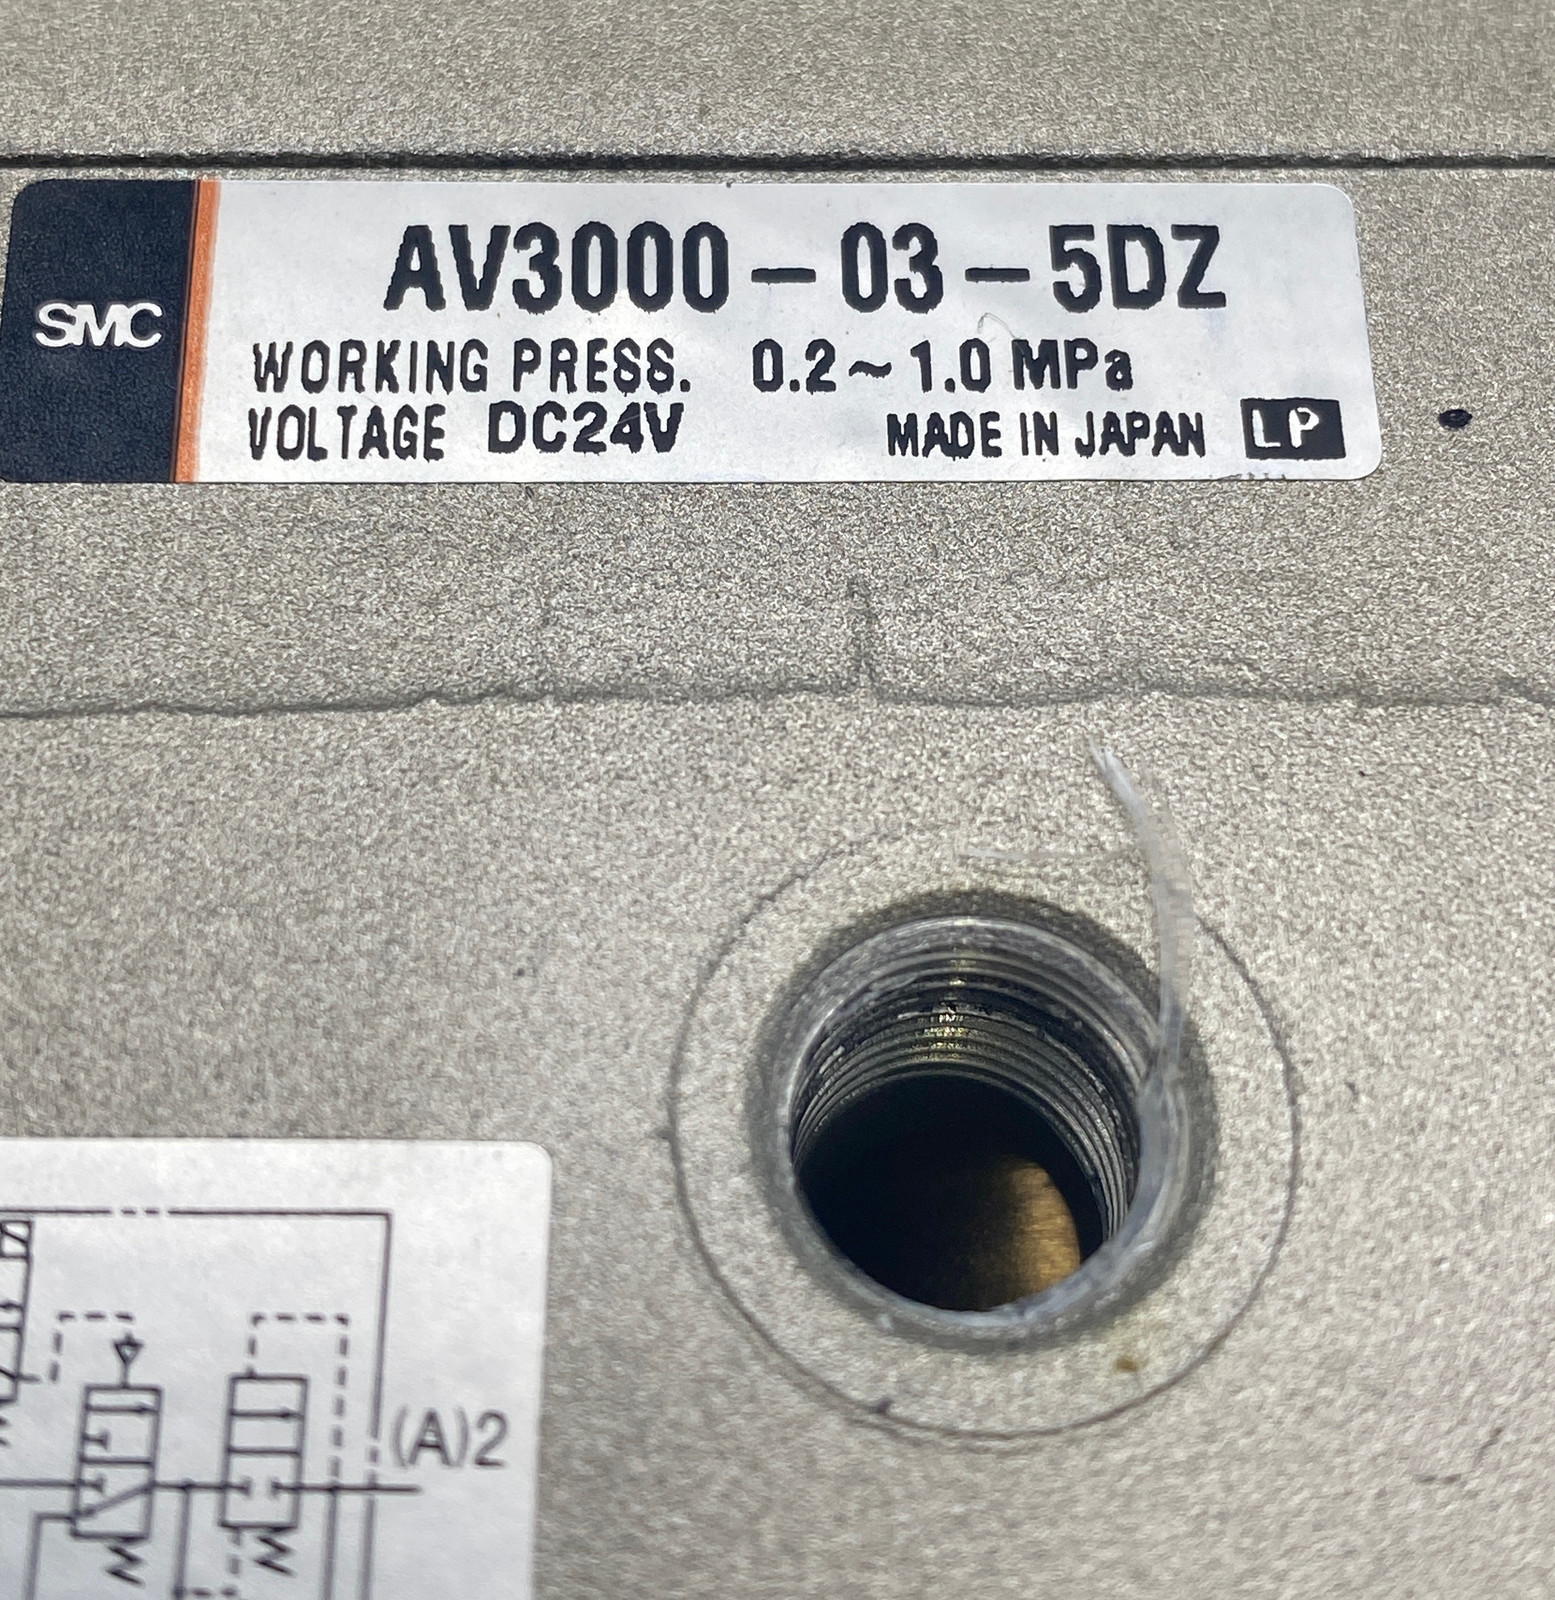 SMC
AV3000-03-5DZ
WORKING PRESS. 0.2~1.0 MPa
VOLTAGE DC24V MADE IN JAPAN LP
(A)2